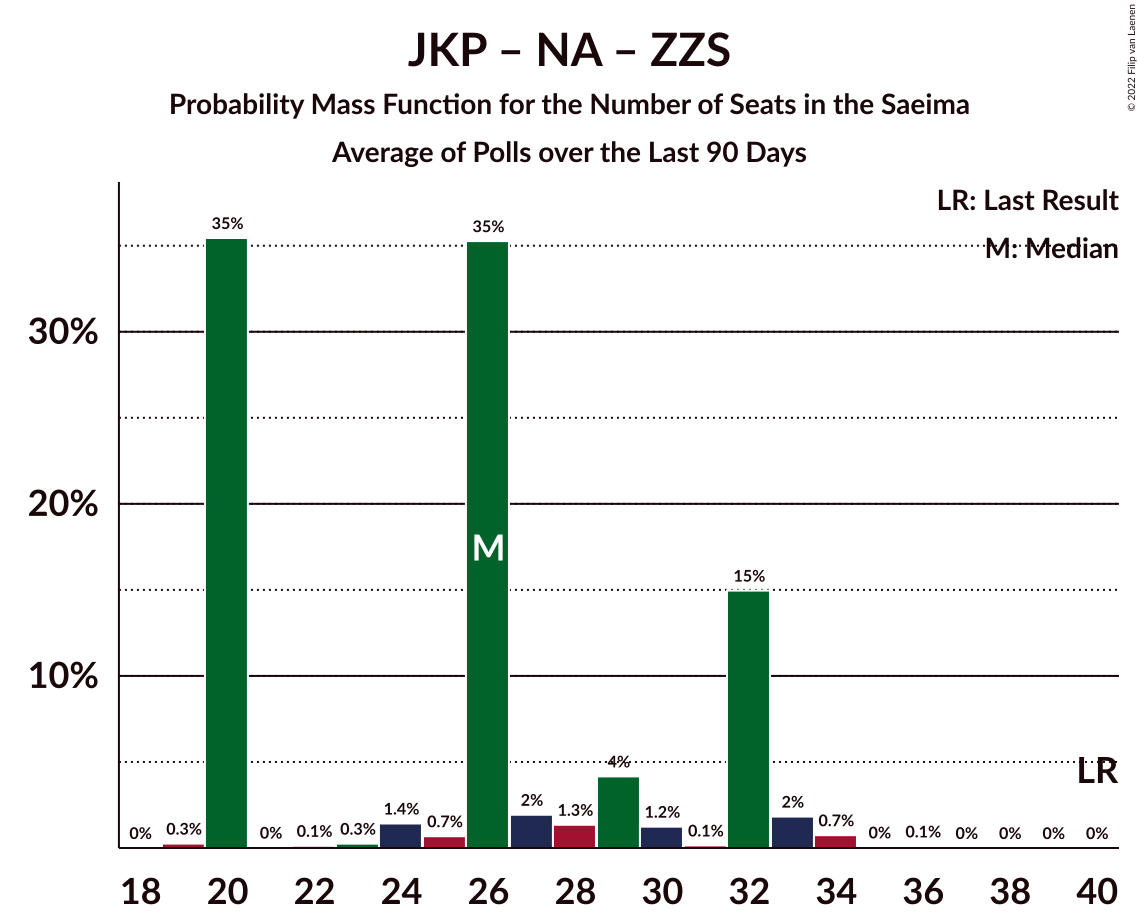 JKP – NA – ZZS
Probability Mass Function for the Number of Seats in the Saeima
Average of Polls over the Last 90 Days
© 2022 Filip van Laenen
LR: Last Result
M: Median
30%
20%
10%
0%
0.3%
35%
0%
0.1%
0.3%
1.4%
0.7%
35%
2%
1.3%
4%
1.2%
0.1%
15%
2%
0.7%
0%
0.1%
0%
0%
0%
0%
M
LR
18 20 22 24 26 28 30 32 34 36 38 40